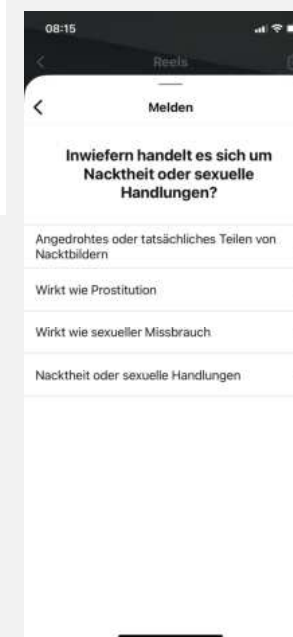 08:15
Reels
Melden
Inwiefern handelt es sich um
Nacktheit oder sexuelle
Handlungen?
Angedrohtes oder tatsächliches Teilen von
Nacktbildern
Wirkt wie Prostitution
Wirkt wie sexueller Missbrauch
Nacktheit oder sexuelle Handlungen